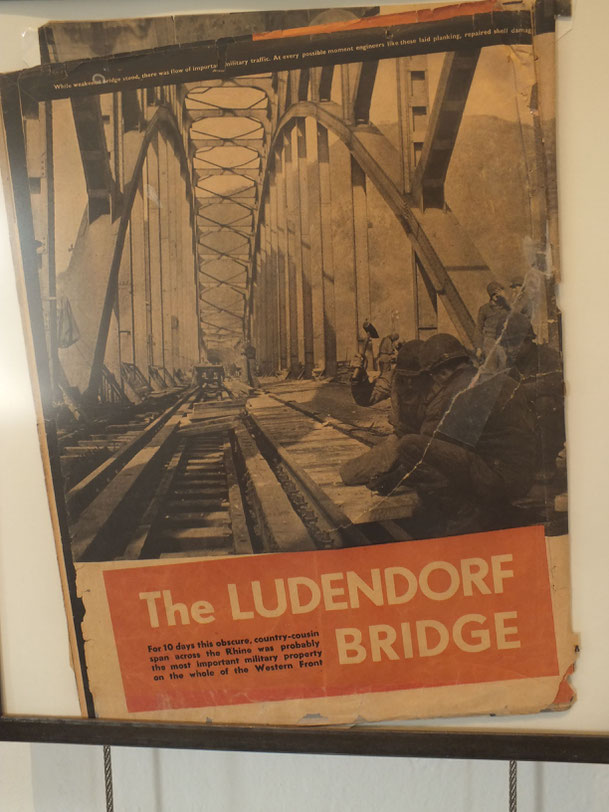 While weakened bridge stood, there was flow of important military traffic. At every possible moment engineers like these laid planking, repaired shell damag
The LUDENDORF
BRIDGE
For 10 days this obscure, country-cousin
span across the Rhine was probably
the most important military property
on the whole of the Western Front